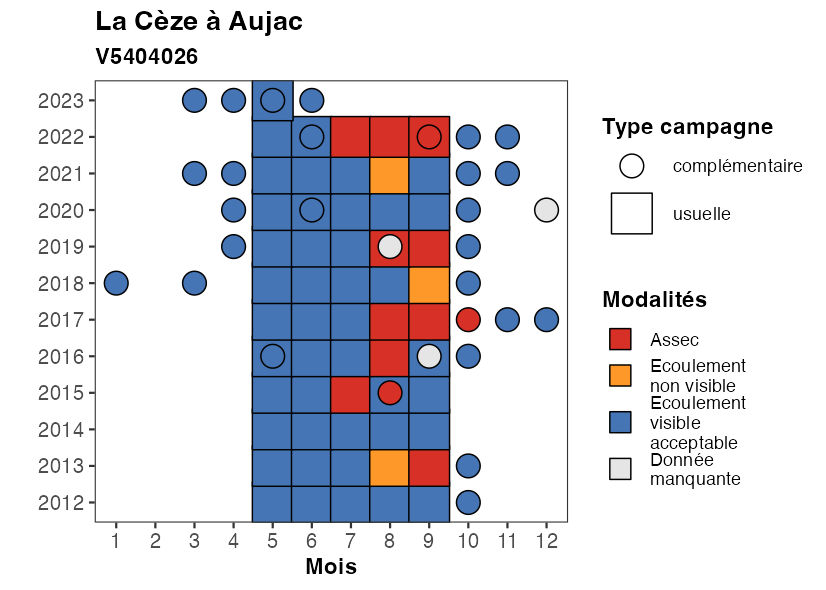 La Cèze à Aujac
V5404026
2023
2022
2021
2020
2019
2018
2017
2016
2015
2014
2013
2012
1 2 3 4 5 6 7 8 9 10 11 12
Mois
Type campagne
complémentaire
usuelle
Modalités
Assec
Ecoulement
non visible
Ecoulement
visible
acceptable
Donnée
manquante